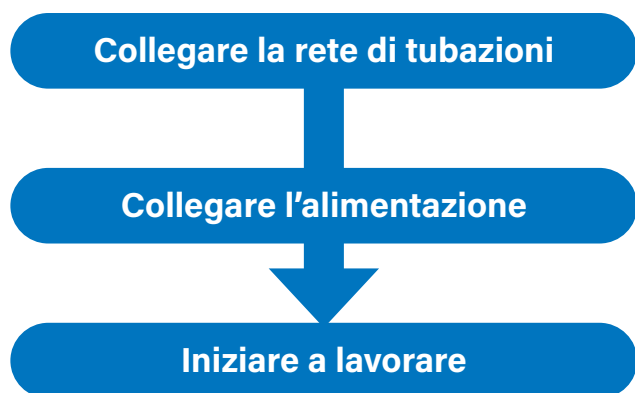 Collegare la rete di tubazioni
Collegare l’alimentazione
Iniziare a lavorare